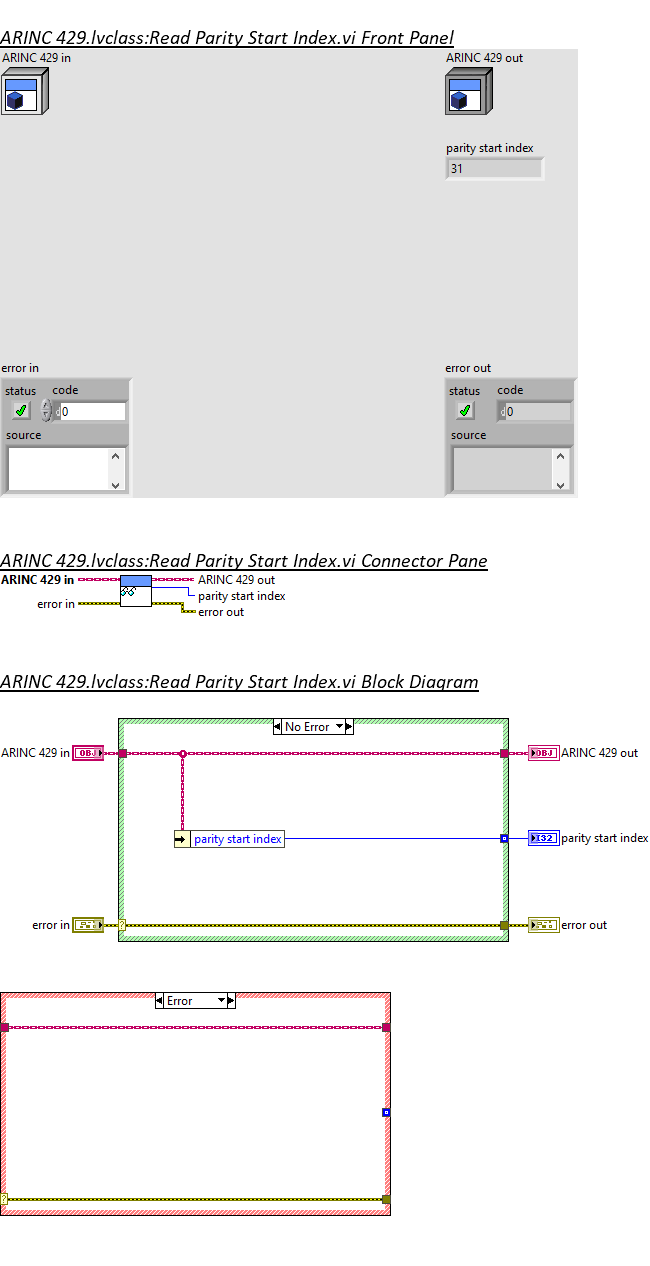 ARINC 429.lvclass:Read Parity Start Index.vi Front Panel
ARINC 429 in
ARINC 429 out
parity start index
31
error in
error out
status code
d 0
source
status code
d 0
source
ARINC 429.lvclass:Read Parity Start Index.vi Connector Pane
ARINC 429 in
ARINC 429 out
parity start index
error in
error out
ARINC 429.lvclass:Read Parity Start Index.vi Block Diagram
No Error
ARINC 429 in OBJ
OBJ ARINC 429 out
parity start index
I32 parity start index
error in ?
error out
Error
?